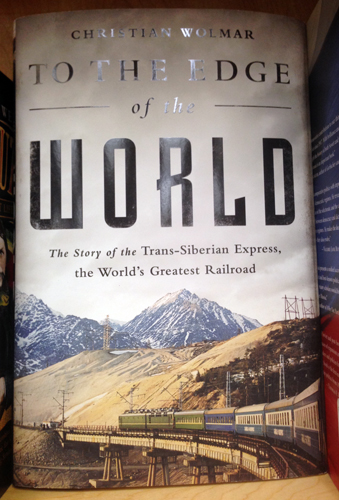 CHRISTIAN WOLMAR
TO THE EDGE
of the
WORLD
The Story of the Trans-Siberian Express,
the World's Greatest Railroad